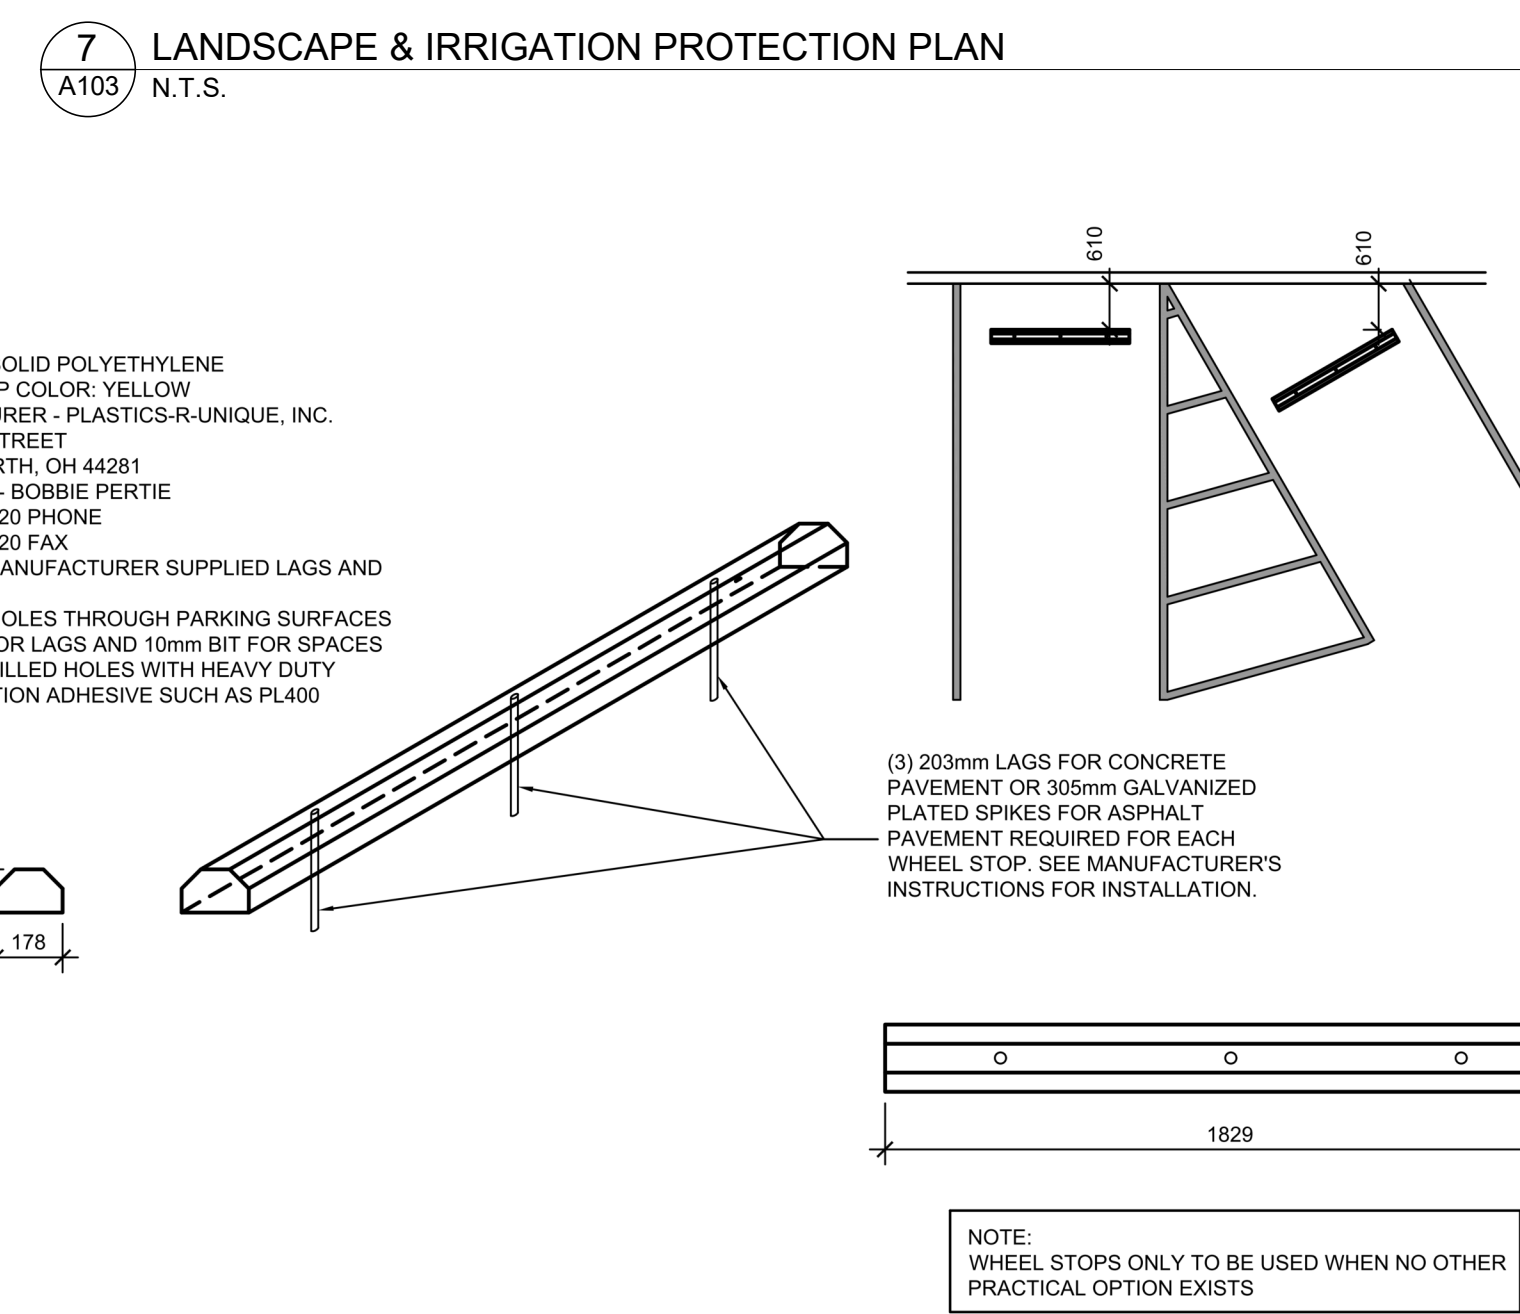 7
A103
LANDSCAPE & IRRIGATION PROTECTION PLAN
N.T.S.
610
610
OLID POLYETHYLENE
P COLOR: YELLOW
URER - PLASTICS-R-UNIQUE, INC.
TREET
RTH, OH 44281
- BOBBIE PERTIE
20 PHONE
20 FAX
ANUFACTURER SUPPLIED LAGS AND
OLES THROUGH PARKING SURFACES
OR LAGS AND 10mm BIT FOR SPACES
ILLED HOLES WITH HEAVY DUTY
TION ADHESIVE SUCH AS PL400
(3) 203mm LAGS FOR CONCRETE
PAVEMENT OR 305mm GALVANIZED
PLATED SPIKES FOR ASPHALT
PAVEMENT REQUIRED FOR EACH
WHEEL STOP. SEE MANUFACTURER'S
INSTRUCTIONS FOR INSTALLATION.
178
1829
NOTE:
WHEEL STOPS ONLY TO BE USED WHEN NO OTHER
PRACTICAL OPTION EXISTS